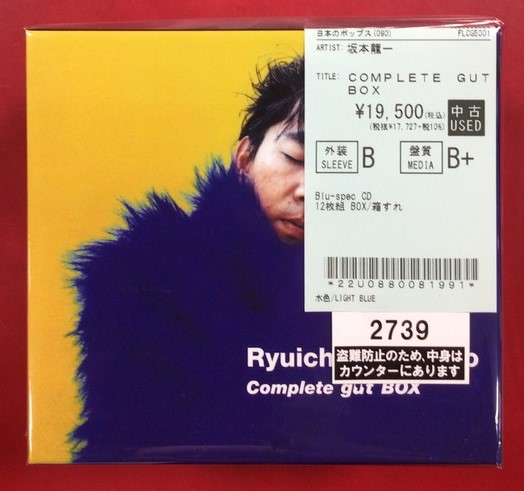 日本のポップス(080) FLCG5001
ARTIST: 坂本龍一
TITLE: COMPLETE GUT
BOX
¥19,500(税込)
(税抜¥17,727+税10%)
中古
USED
外装
SLEEVE B
盤質
MEDIA B+
Blu-spec CD
12枚組 BOX/箱すれ
*22U0880081991*
水色/LIGHT BLUE
2739
盗難防止のため、中身は
カウンターにあります
Ryuich o
Complete gut BOX